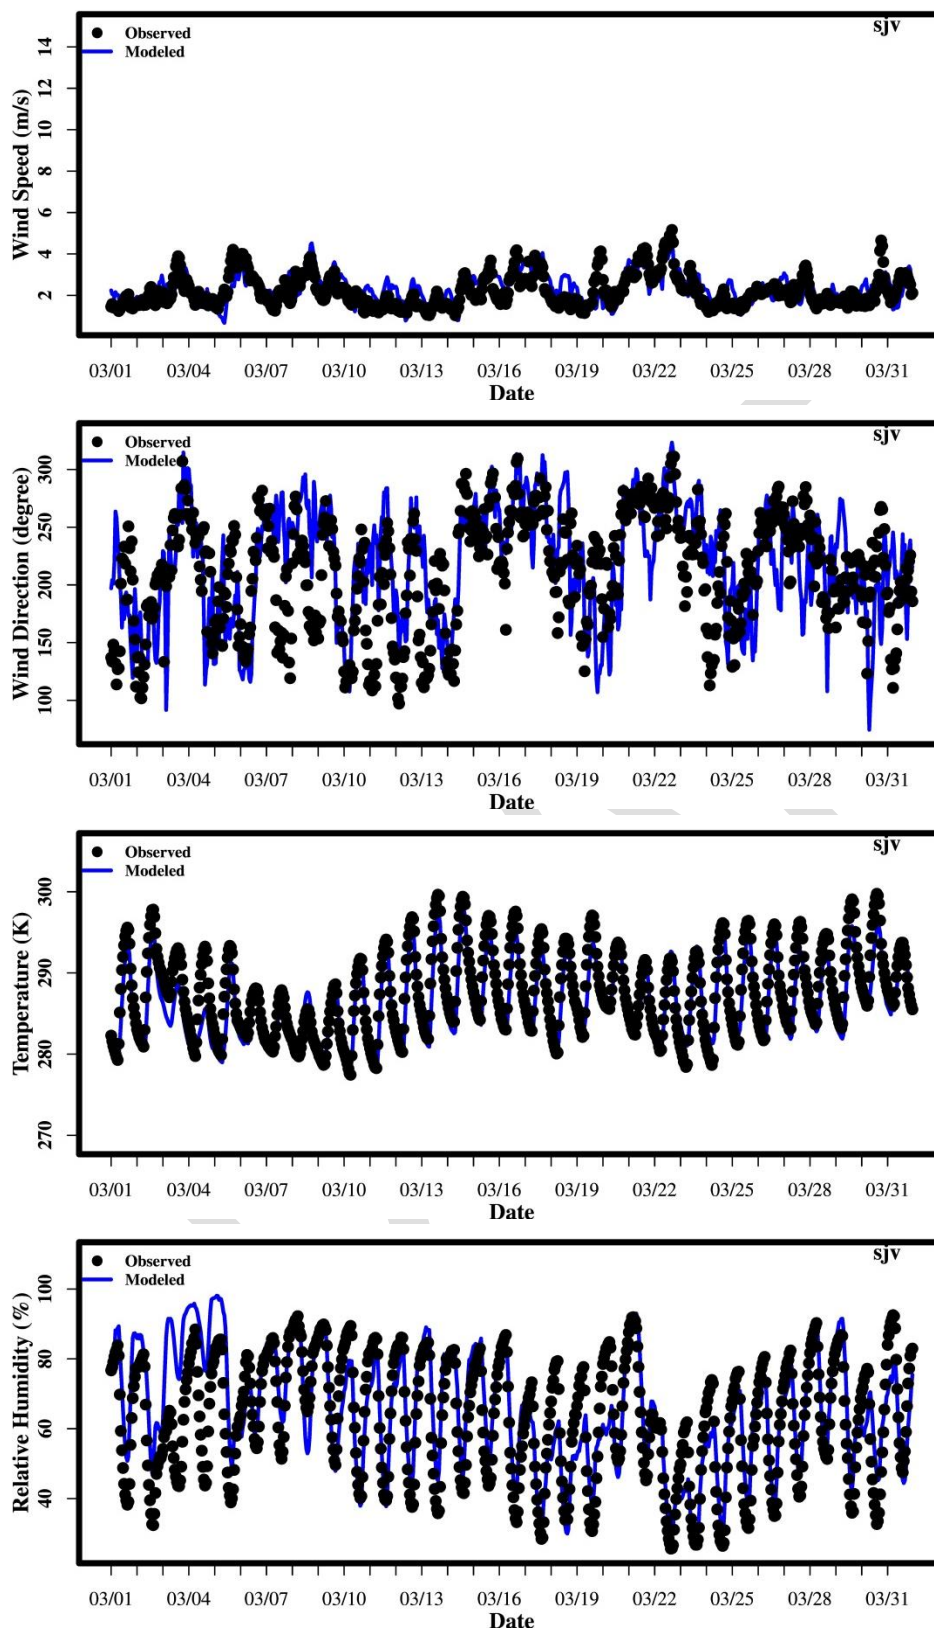 sjv
Observed
Modeled
Wind Speed (m/s)
14
12
10
8
6
4
2
03/01 03/04 03/07 03/10 03/13 03/16 03/19 03/22 03/25 03/28 03/31
Date
sjv
Observed
Modeled
Wind Direction (degree)
300
250
200
150
100
03/01 03/04 03/07 03/10 03/13 03/16 03/19 03/22 03/25 03/28 03/31
Date
sjv
Observed
Modeled
Temperature (K)
300
290
280
270
03/01 03/04 03/07 03/10 03/13 03/16 03/19 03/22 03/25 03/28 03/31
Date
sjv
Observed
Modeled
Relative Humidity (%)
100
80
60
40
03/01 03/04 03/07 03/10 03/13 03/16 03/19 03/22 03/25 03/28 03/31
Date